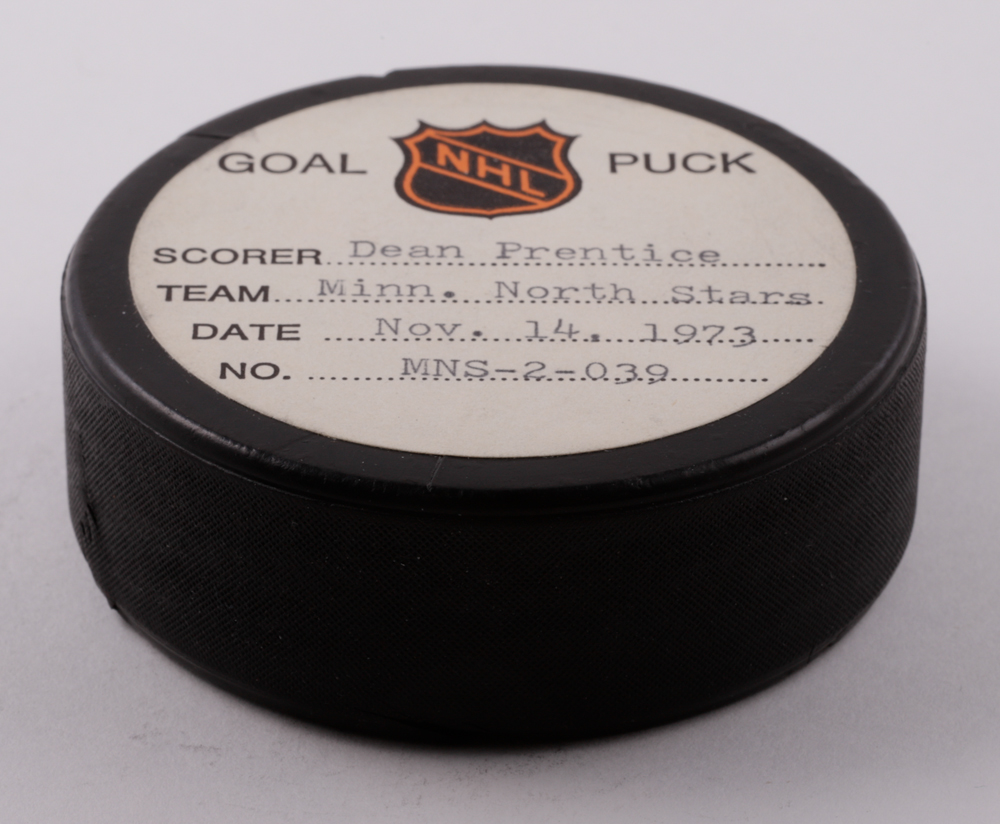 GOAL NHL PUCK
SCORER Dean Prentice
TEAM Minn. North Stars
DATE Nov. 14, 1973
NO. MNS-2-039